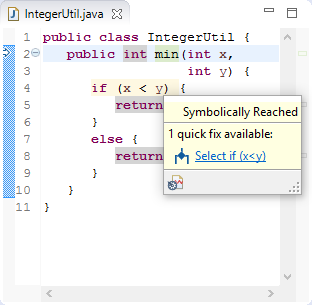 IntegerUtil.java
1 public class IntegerUtil {
2 public int min(int x,
3 int y) {
4 if (x < y) {
5 return
6 }
7 else {
8 return
9 }
10 }
11 }
Symbolically Reached
1 quick fix available:
Select if (x<y)